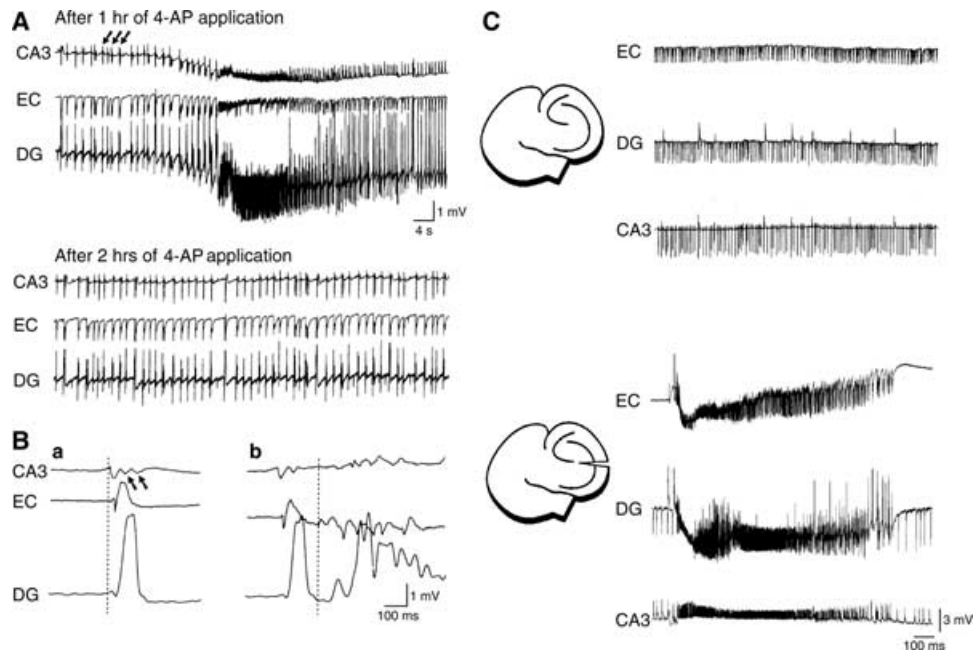 A
After 1 hr of 4-AP application
CA3
EC
DG
1 mV
4 s
After 2 hrs of 4-AP application
CA3
EC
DG
B
a
b
CA3
EC
DG
1 mV
100 ms
C
EC
DG
CA3
EC
DG
CA3
3 mV
100 ms